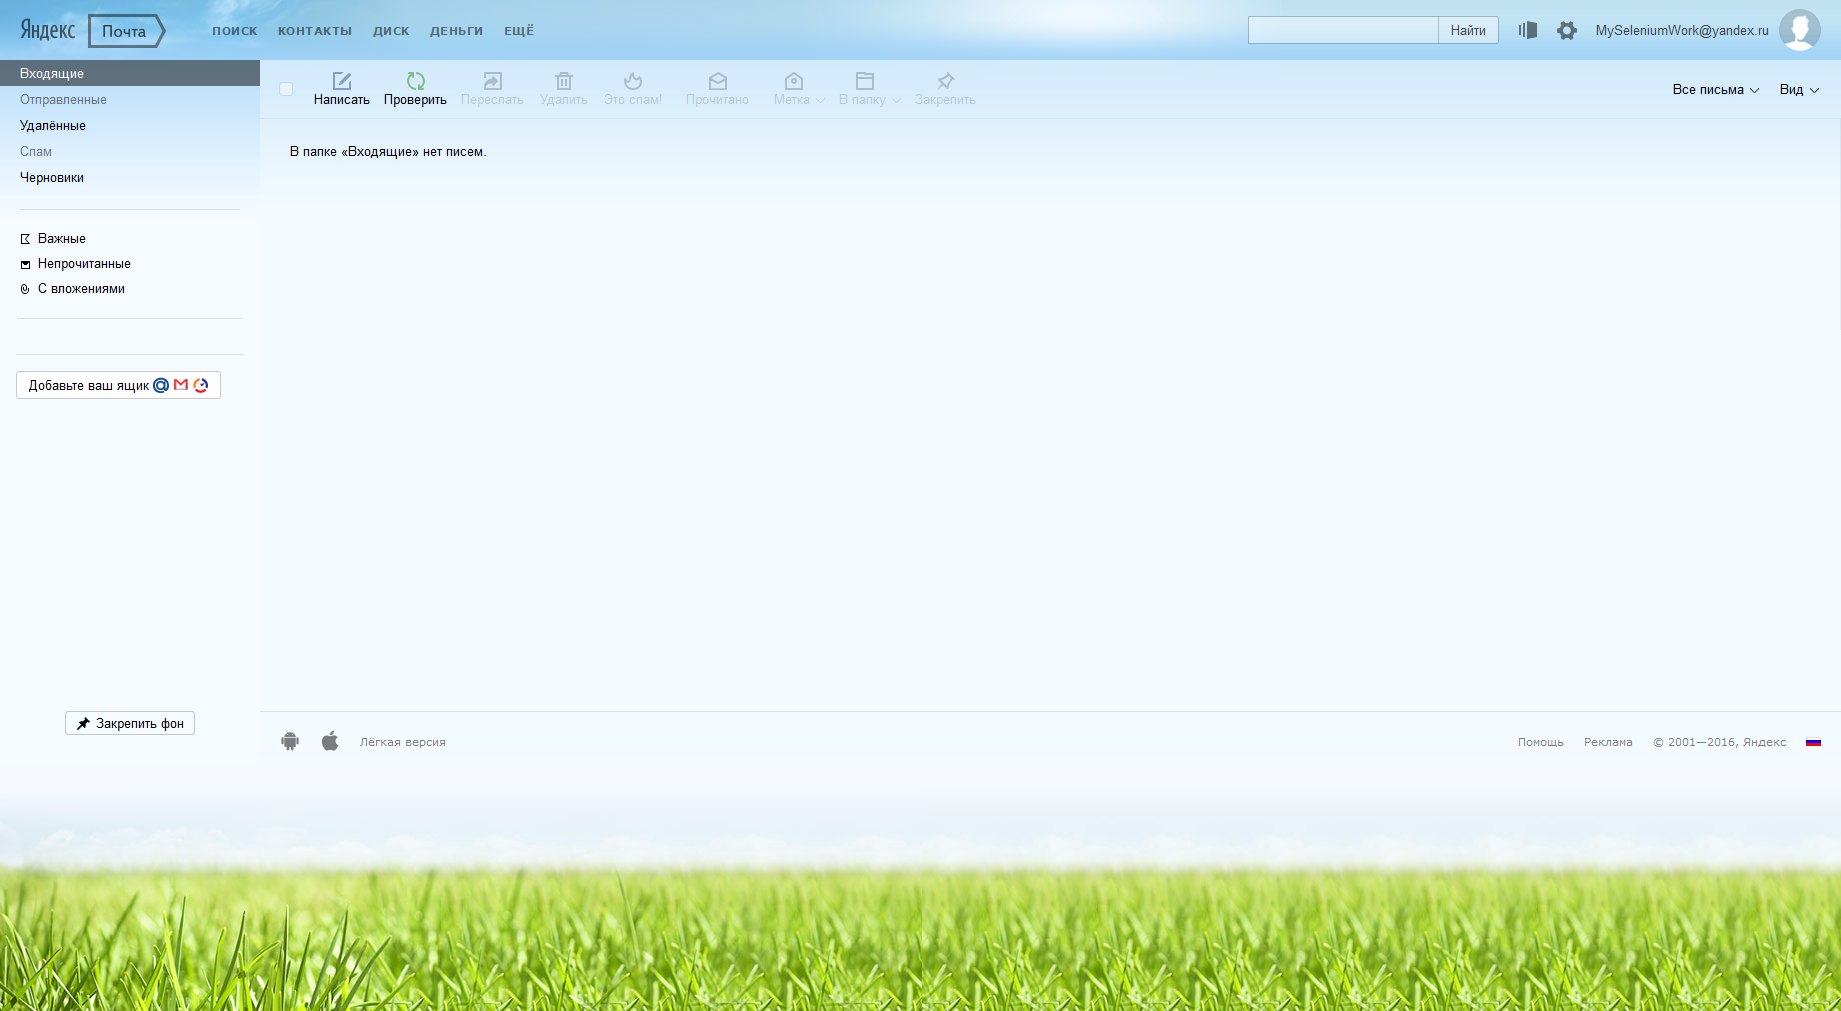 Яндекс Почта ПОИСК КОНТАКТЫ ДИСК ДЕНЬГИ ЕЩЁ Найти MySeleniumWork@yandex.ru
Входящие
Отправленные
Удалённые
Спам
Черновики
Важные
Непрочитанные
С вложениями
Добавьте ваш ящик
Закрепить фон
Написать Проверить Переслать Удалить Это спам! Прочитано Метка В папку Закрепить Все письма Вид
В папке «Входящие» нет писем.
Лёгкая версия Помощь Реклама © 2001—2016, Яндекс